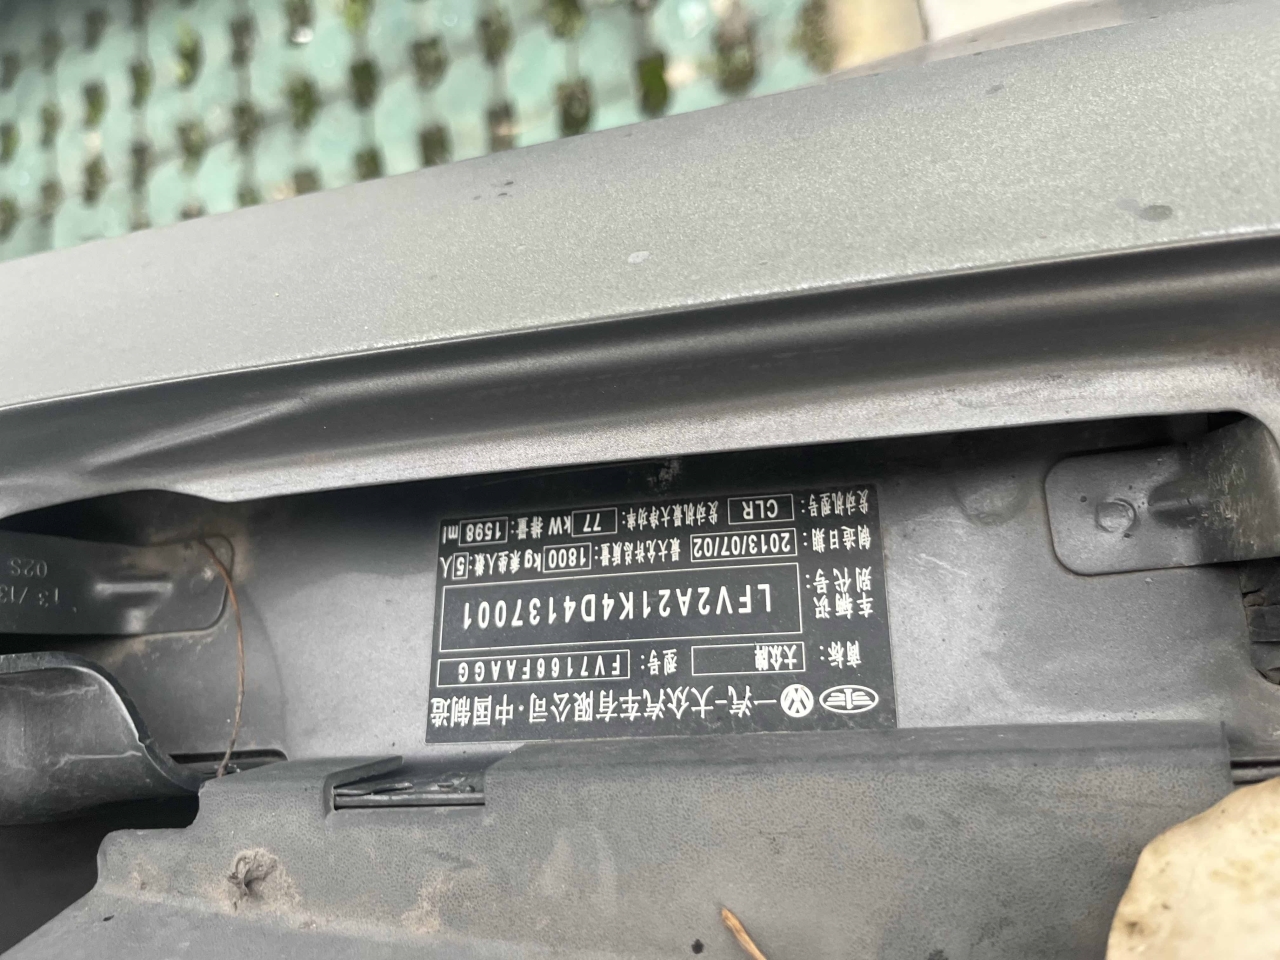 一汽-大众汽车有限公司·中国制造
商标: 大众牌 型号: FV7166FAAGG
车辆识别代号: LFV2A21K4D4137001
制造日期: 2013/07/02 最大允许总质量: 1800 kg 乘坐人数: 5 人
发动机型号: CLR 发动机最大净功率: 77 kW 排量: 1598 ml
02S
13/13